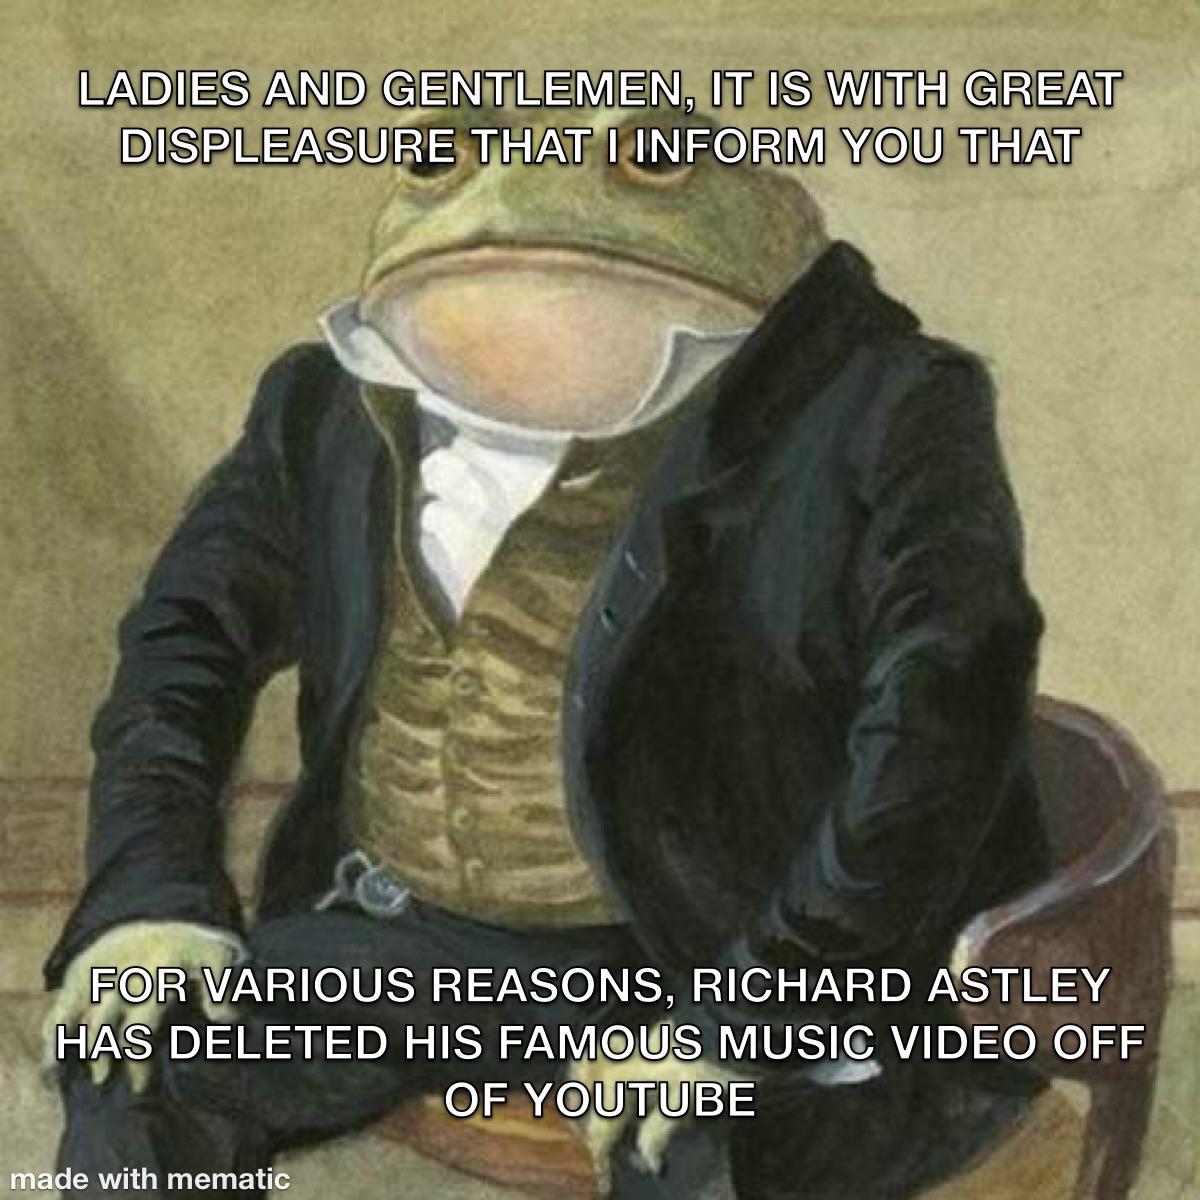 LADIES AND GENTLEMEN, IT IS WITH GREAT
DISPLEASURE THAT I INFORM YOU THAT
FOR VARIOUS REASONS, RICHARD ASTLEY
HAS DELETED HIS FAMOUS MUSIC VIDEO OFF
OF YOUTUBE
made with mematic